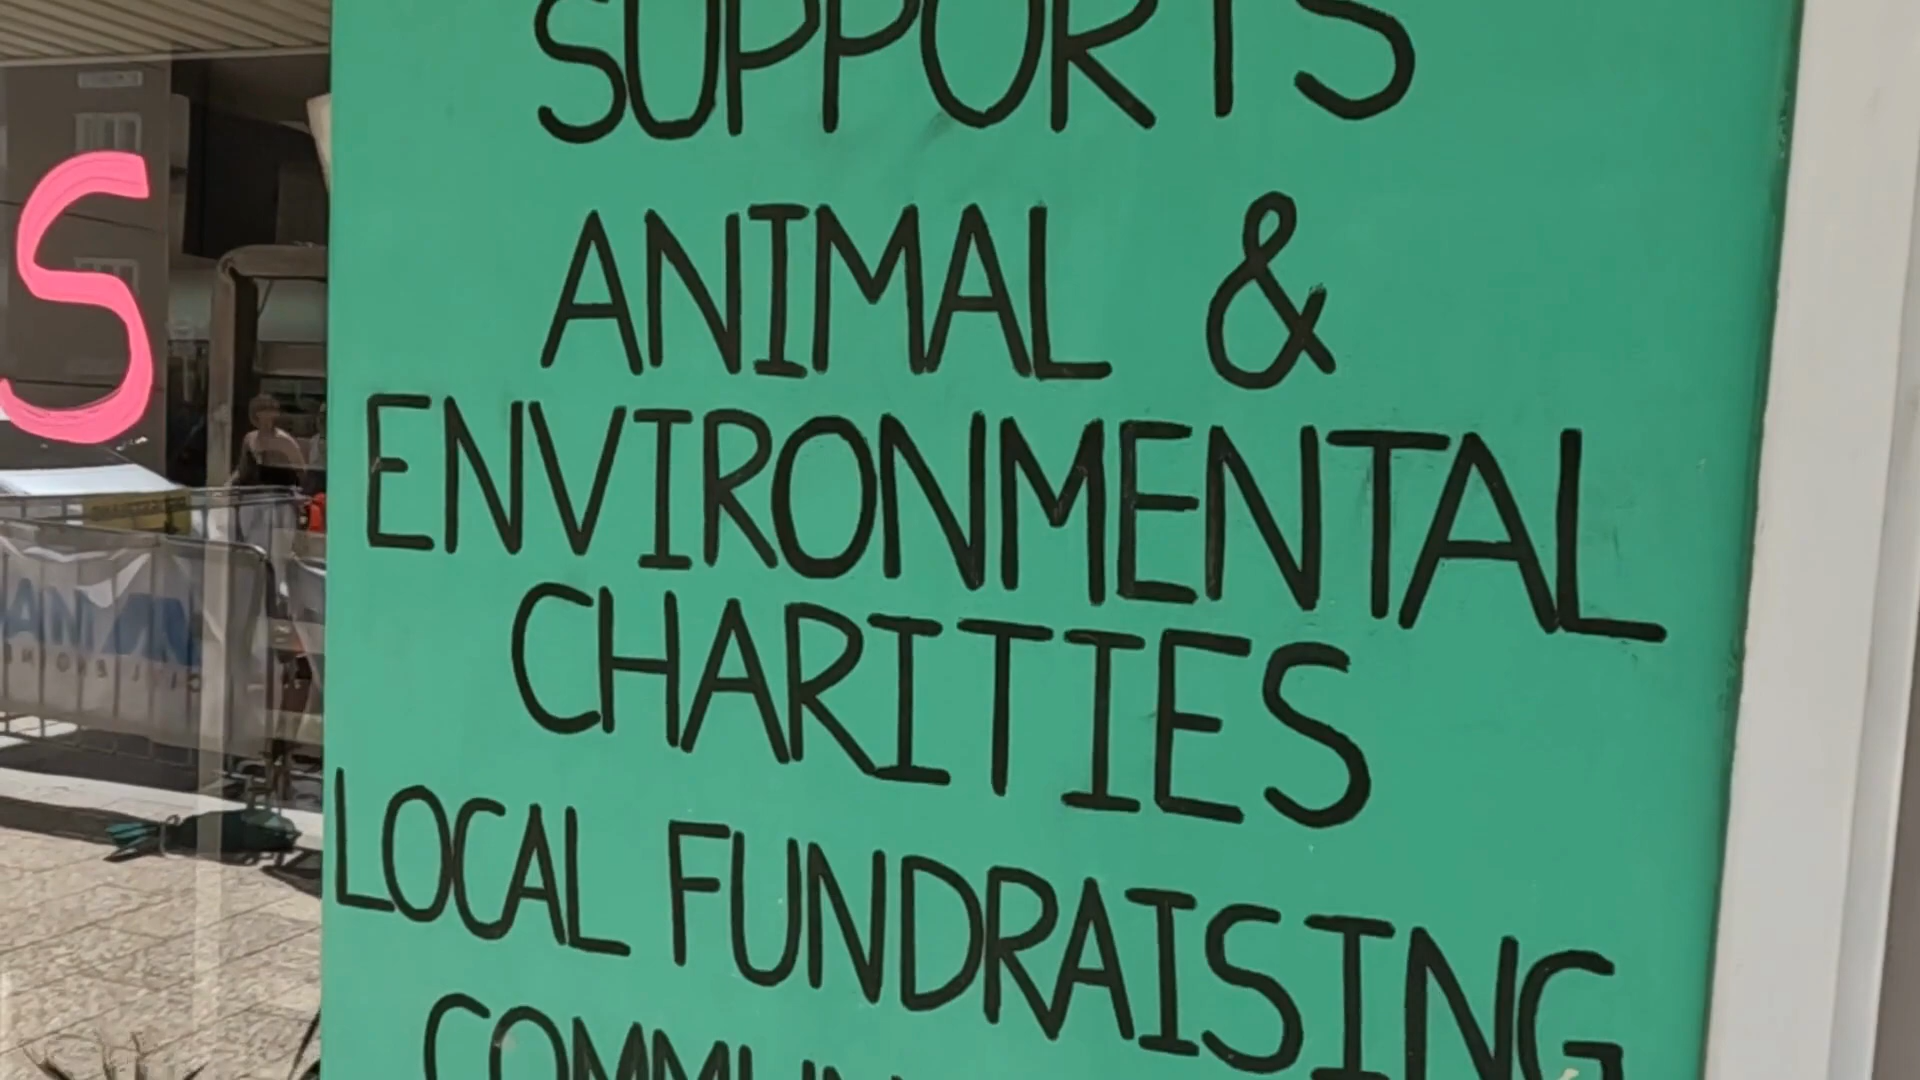 SUPPORTS
ANIMAL &
ENVIRONMENTAL
CHARITIES
LOCAL FUNDRAISING
S